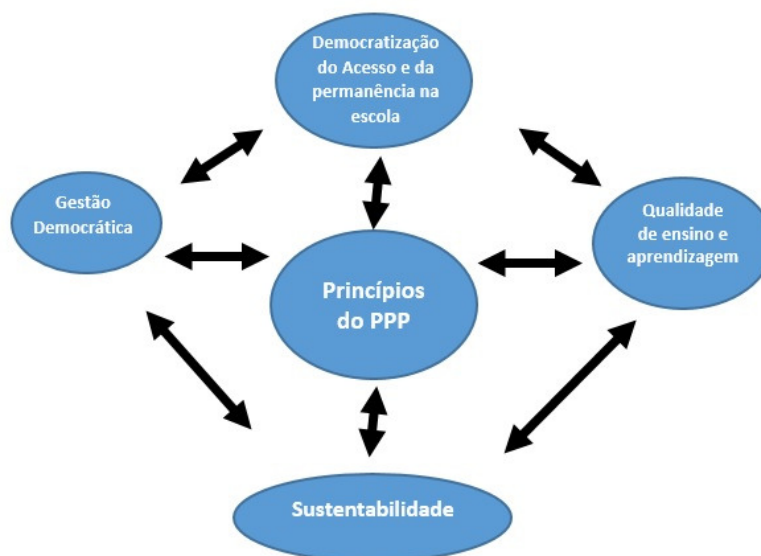 Democratização
do Acesso e da
permanência na
escola
Gestão
Democrática
Qualidade
de ensino e
aprendizagem
Princípios
do PPP
Sustentabilidade